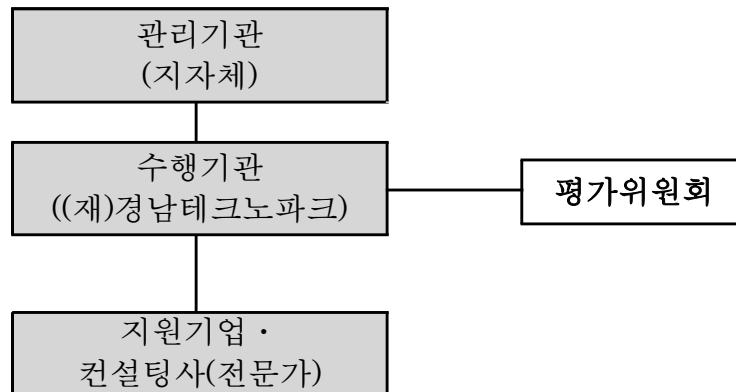 관리기관
(지자체)
수행기관
((재)경남테크노파크)
평가위원회
지원기업 ·
컨설팅사(전문가)